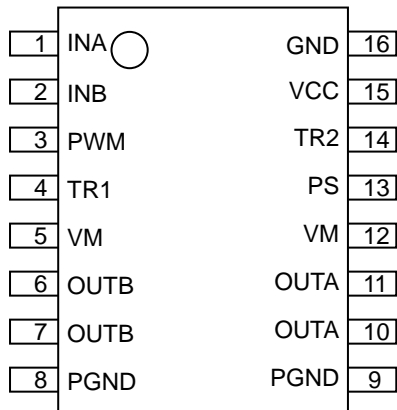 1 INA GND 16
2 INB VCC 15
3 PWM TR2 14
4 TR1 PS 13
5 VM VM 12
6 OUTB OUTA 11
7 OUTB OUTA 10
8 PGND PGND 9